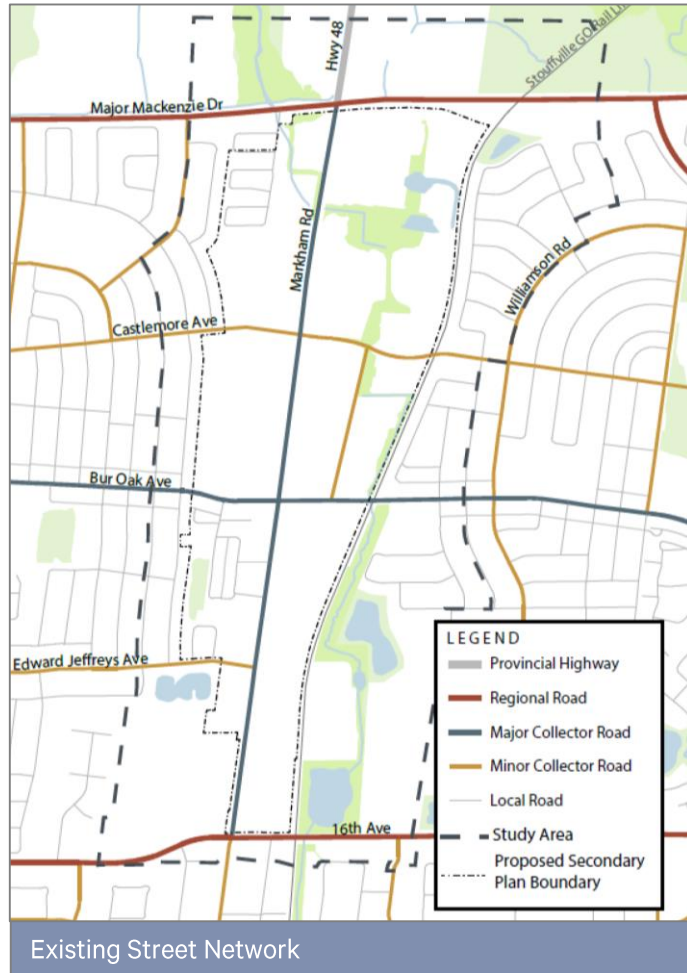 Hwy 48
Stouffville GO Rail Lin
Major Mackenzie Dr
Markham Rd
Williamson Rd
Castlemore Ave
Bur Oak Ave
Edward Jeffreys Ave
16th Ave
LEGEND
Provincial Highway
Regional Road
Major Collector Road
Minor Collector Road
Local Road
Study Area
Proposed Secondary
Plan Boundary
Existing Street Network